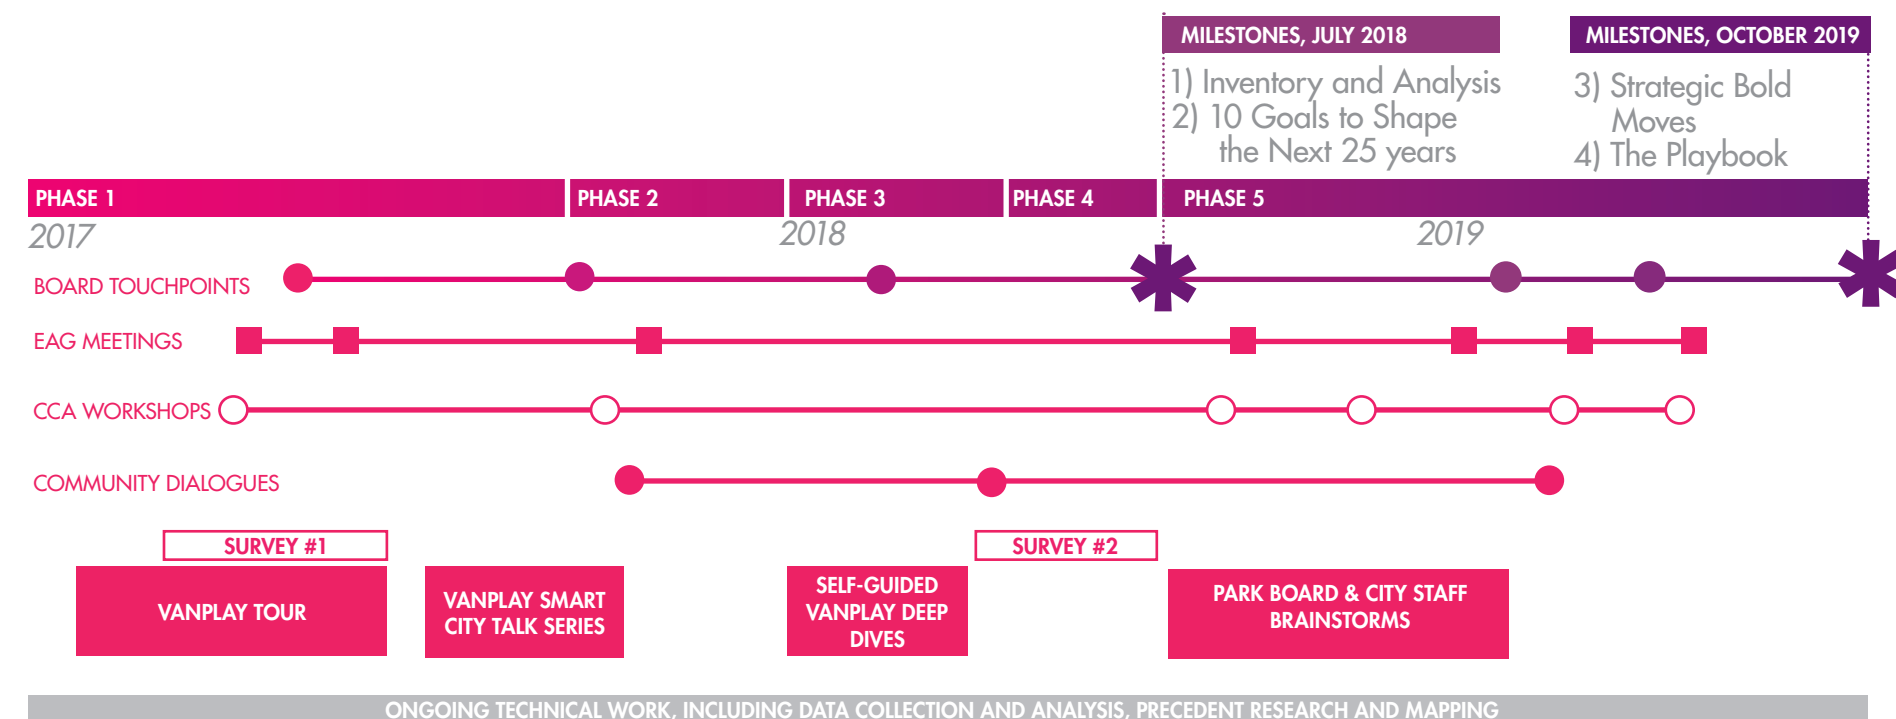 MILESTONES, JULY 2018
MILESTONES, OCTOBER 2019
1) Inventory and Analysis
2) 10 Goals to Shape
the Next 25 years
3) Strategic Bold
Moves
4) The Playbook
PHASE 1
PHASE 2
PHASE 3
PHASE 4
PHASE 5
2017
2018
2019
BOARD TOUCHPOINTS
EAG MEETINGS
CCA WORKSHOPS
COMMUNITY DIALOGUES
SURVEY #1
SURVEY #2
VANPLAY TOUR
VANPLAY SMART
CITY TALK SERIES
SELF-GUIDED
VANPLAY DEEP
DIVES
PARK BOARD & CITY STAFF
BRAINSTORMS
ONGOING TECHNICAL WORK, INCLUDING DATA COLLECTION AND ANALYSIS, PRECEDENT RESEARCH AND MAPPING